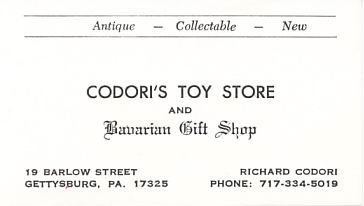 Antique — Collectable — New
CODORI'S TOY STORE
AND
Bavarian Gift Shop
19 BARLOW STREET
GETTYSBURG, PA. 17325
RICHARD CODORI
PHONE: 717-334-5019